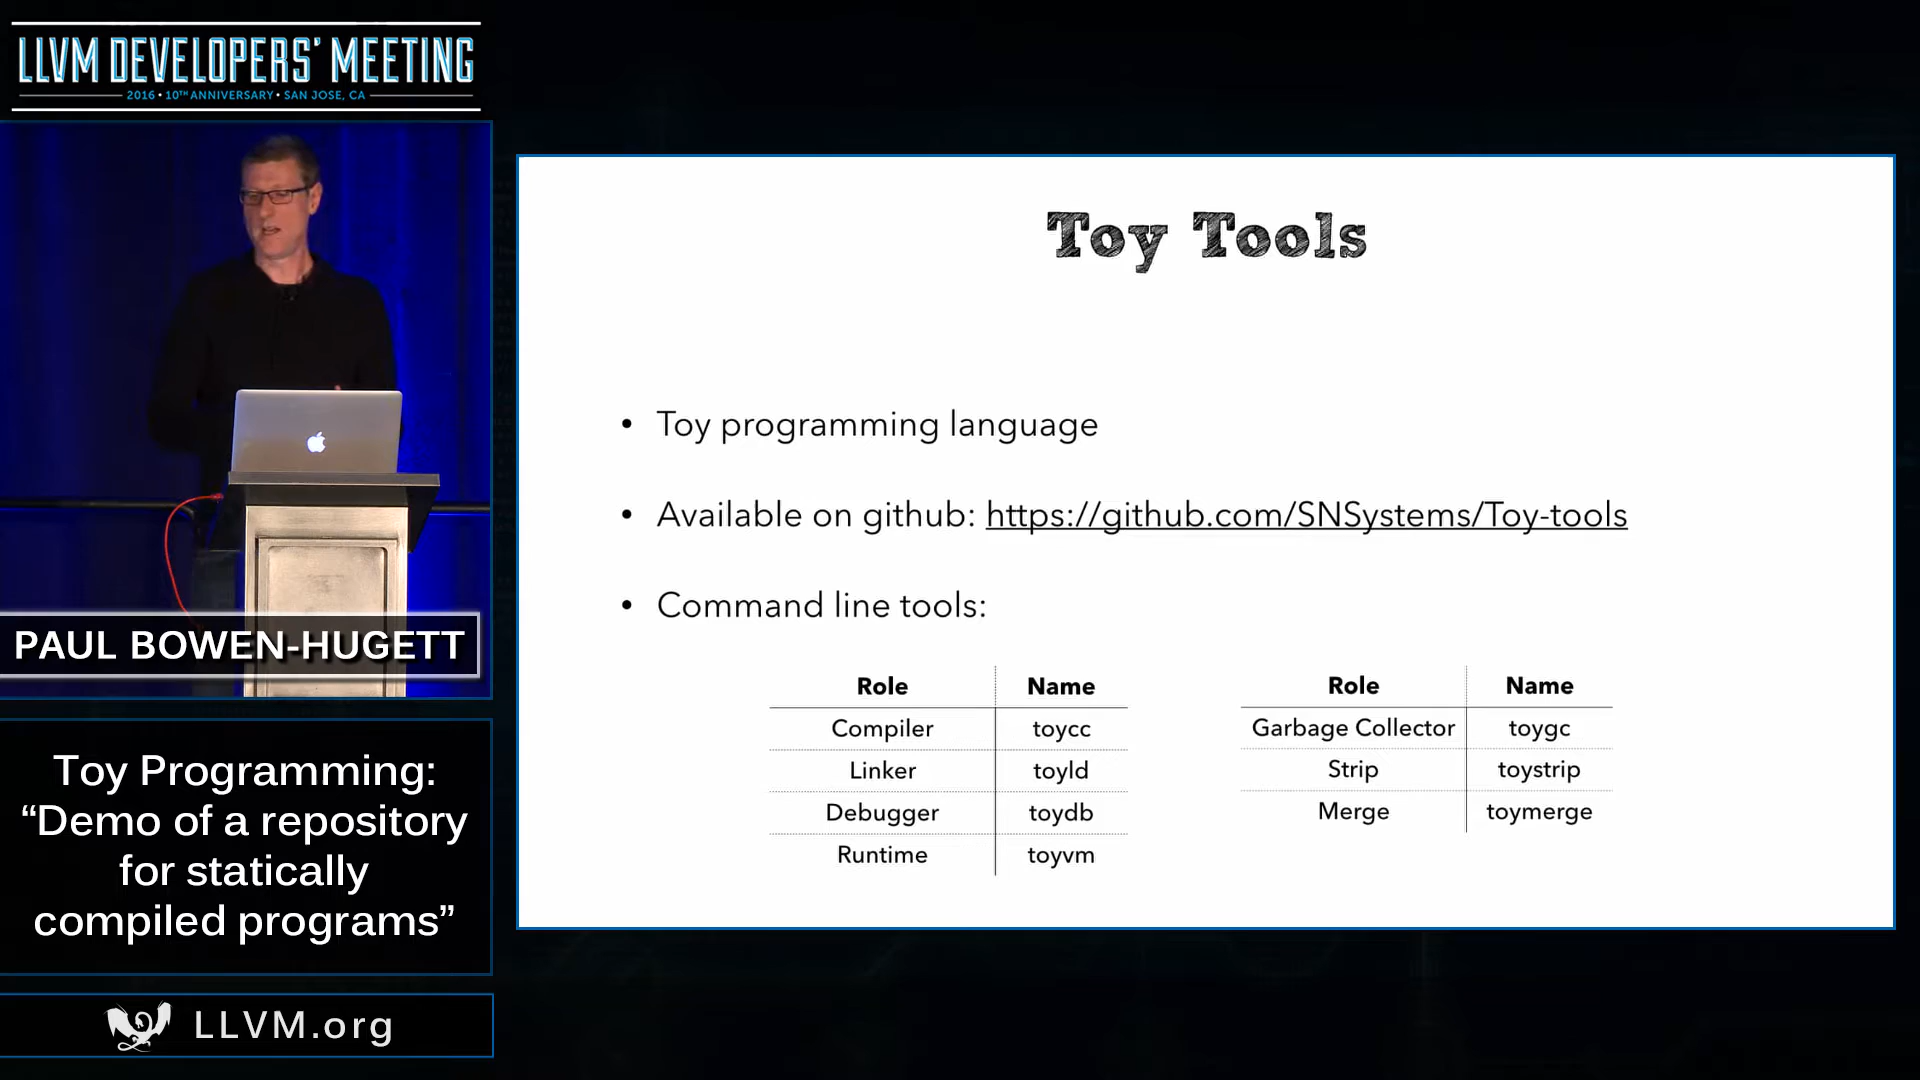 LLVM DEVELOPERS' MEETING
2016 • 10TH ANNIVERSARY • SAN JOSE, CA
PAUL BOWEN-HUGETT
Toy Programming:
“Demo of a repository
for statically
compiled programs”
LLVM.org
Toy Tools
• Toy programming language
• Available on github: https://github.com/SNSystems/Toy-tools
• Command line tools:
Role Name
Compiler toycc
Linker toyld
Debugger toydb
Runtime toyvm
Role Name
Garbage Collector toygc
Strip toystrip
Merge toymerge